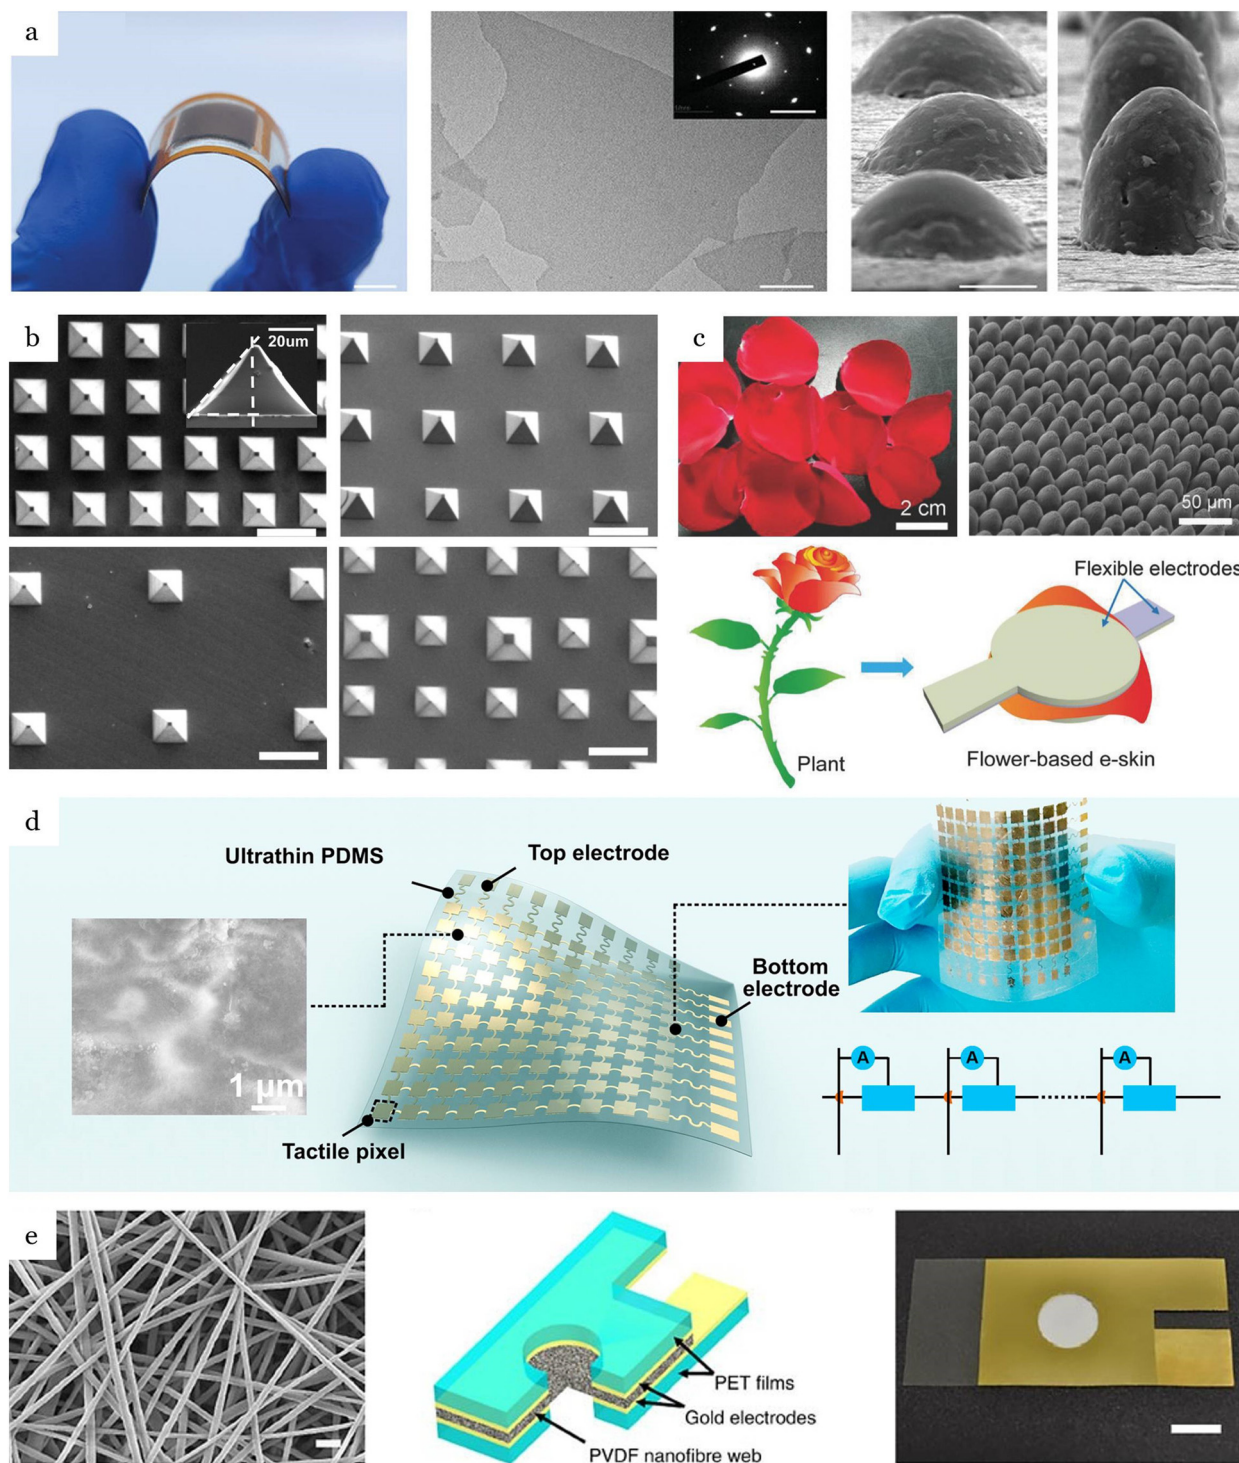 a
b
20um
c
2 cm
50 µm
Flexible electrodes
Plant
Flower-based e-skin
d
Ultrathin PDMS
Top electrode
Bottom
electrode
1 µm
Tactile pixel
A
A
A
e
PET films
Gold electrodes
PVDF nanofibre web